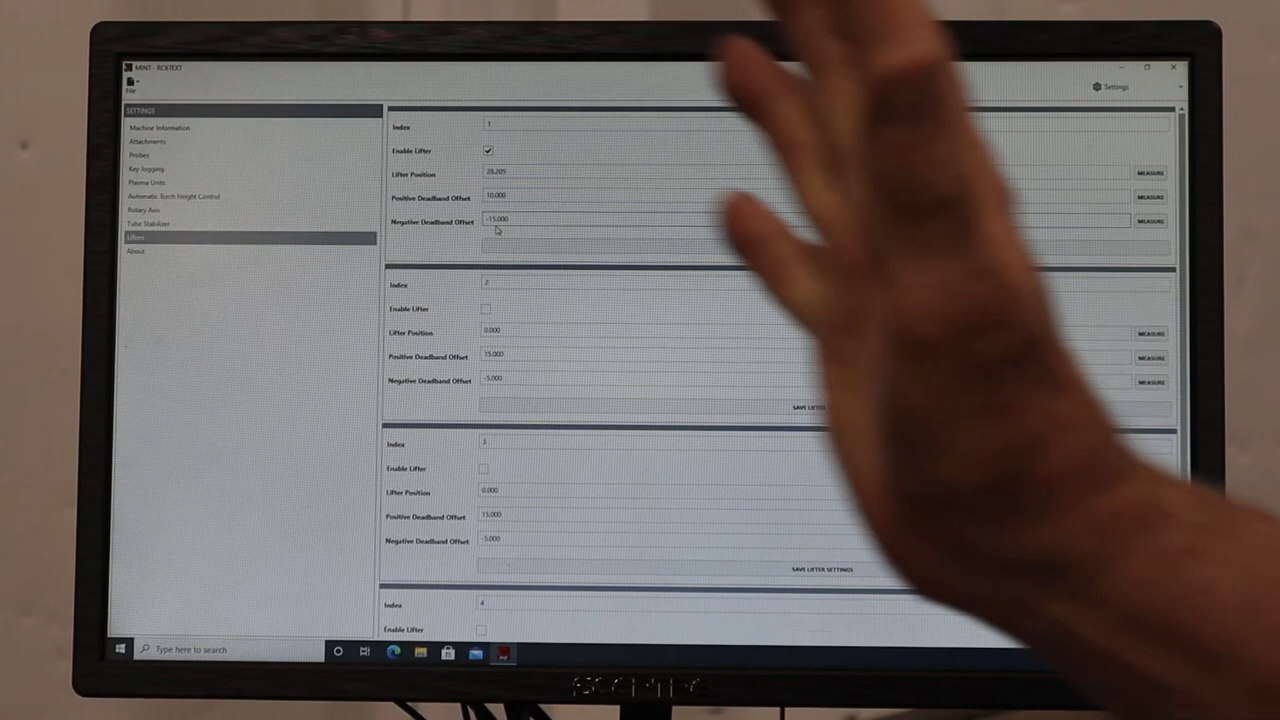 MINT - RC8TEXT
File
Settings
SETTINGS
Machine Information
Attachments
Probes
Key Jogging
Plasma Units
Automatic Torch Height Control
Rotary Axis
Tube Stabilizer
Lifters
About
Index 1
Enable Lifter
Lifter Position 28.205 MEASURE
Positive Deadband Offset 10.000 MEASURE
Negative Deadband Offset -15.000 MEASURE
Index 2
Enable Lifter
Lifter Position 0.000 MEASURE
Positive Deadband Offset 15.000 MEASURE
Negative Deadband Offset -5.000 MEASURE
SAVE LIFTER
Index 3
Enable Lifter
Lifter Position 0.000
Positive Deadband Offset 15.000
Negative Deadband Offset -5.000
SAVE LIFTER SETTINGS
Index 4
Enable Lifter
Type here to search
SCEPTRE